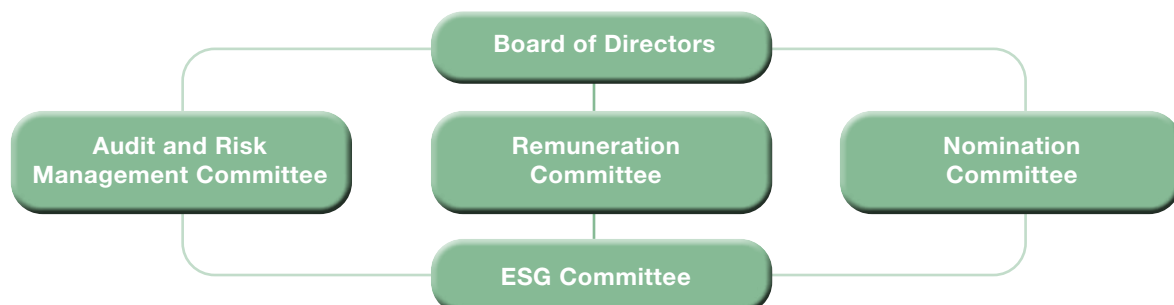 Board of Directors
Audit and Risk
Management Committee
Remuneration
Committee
Nomination
Committee
ESG Committee